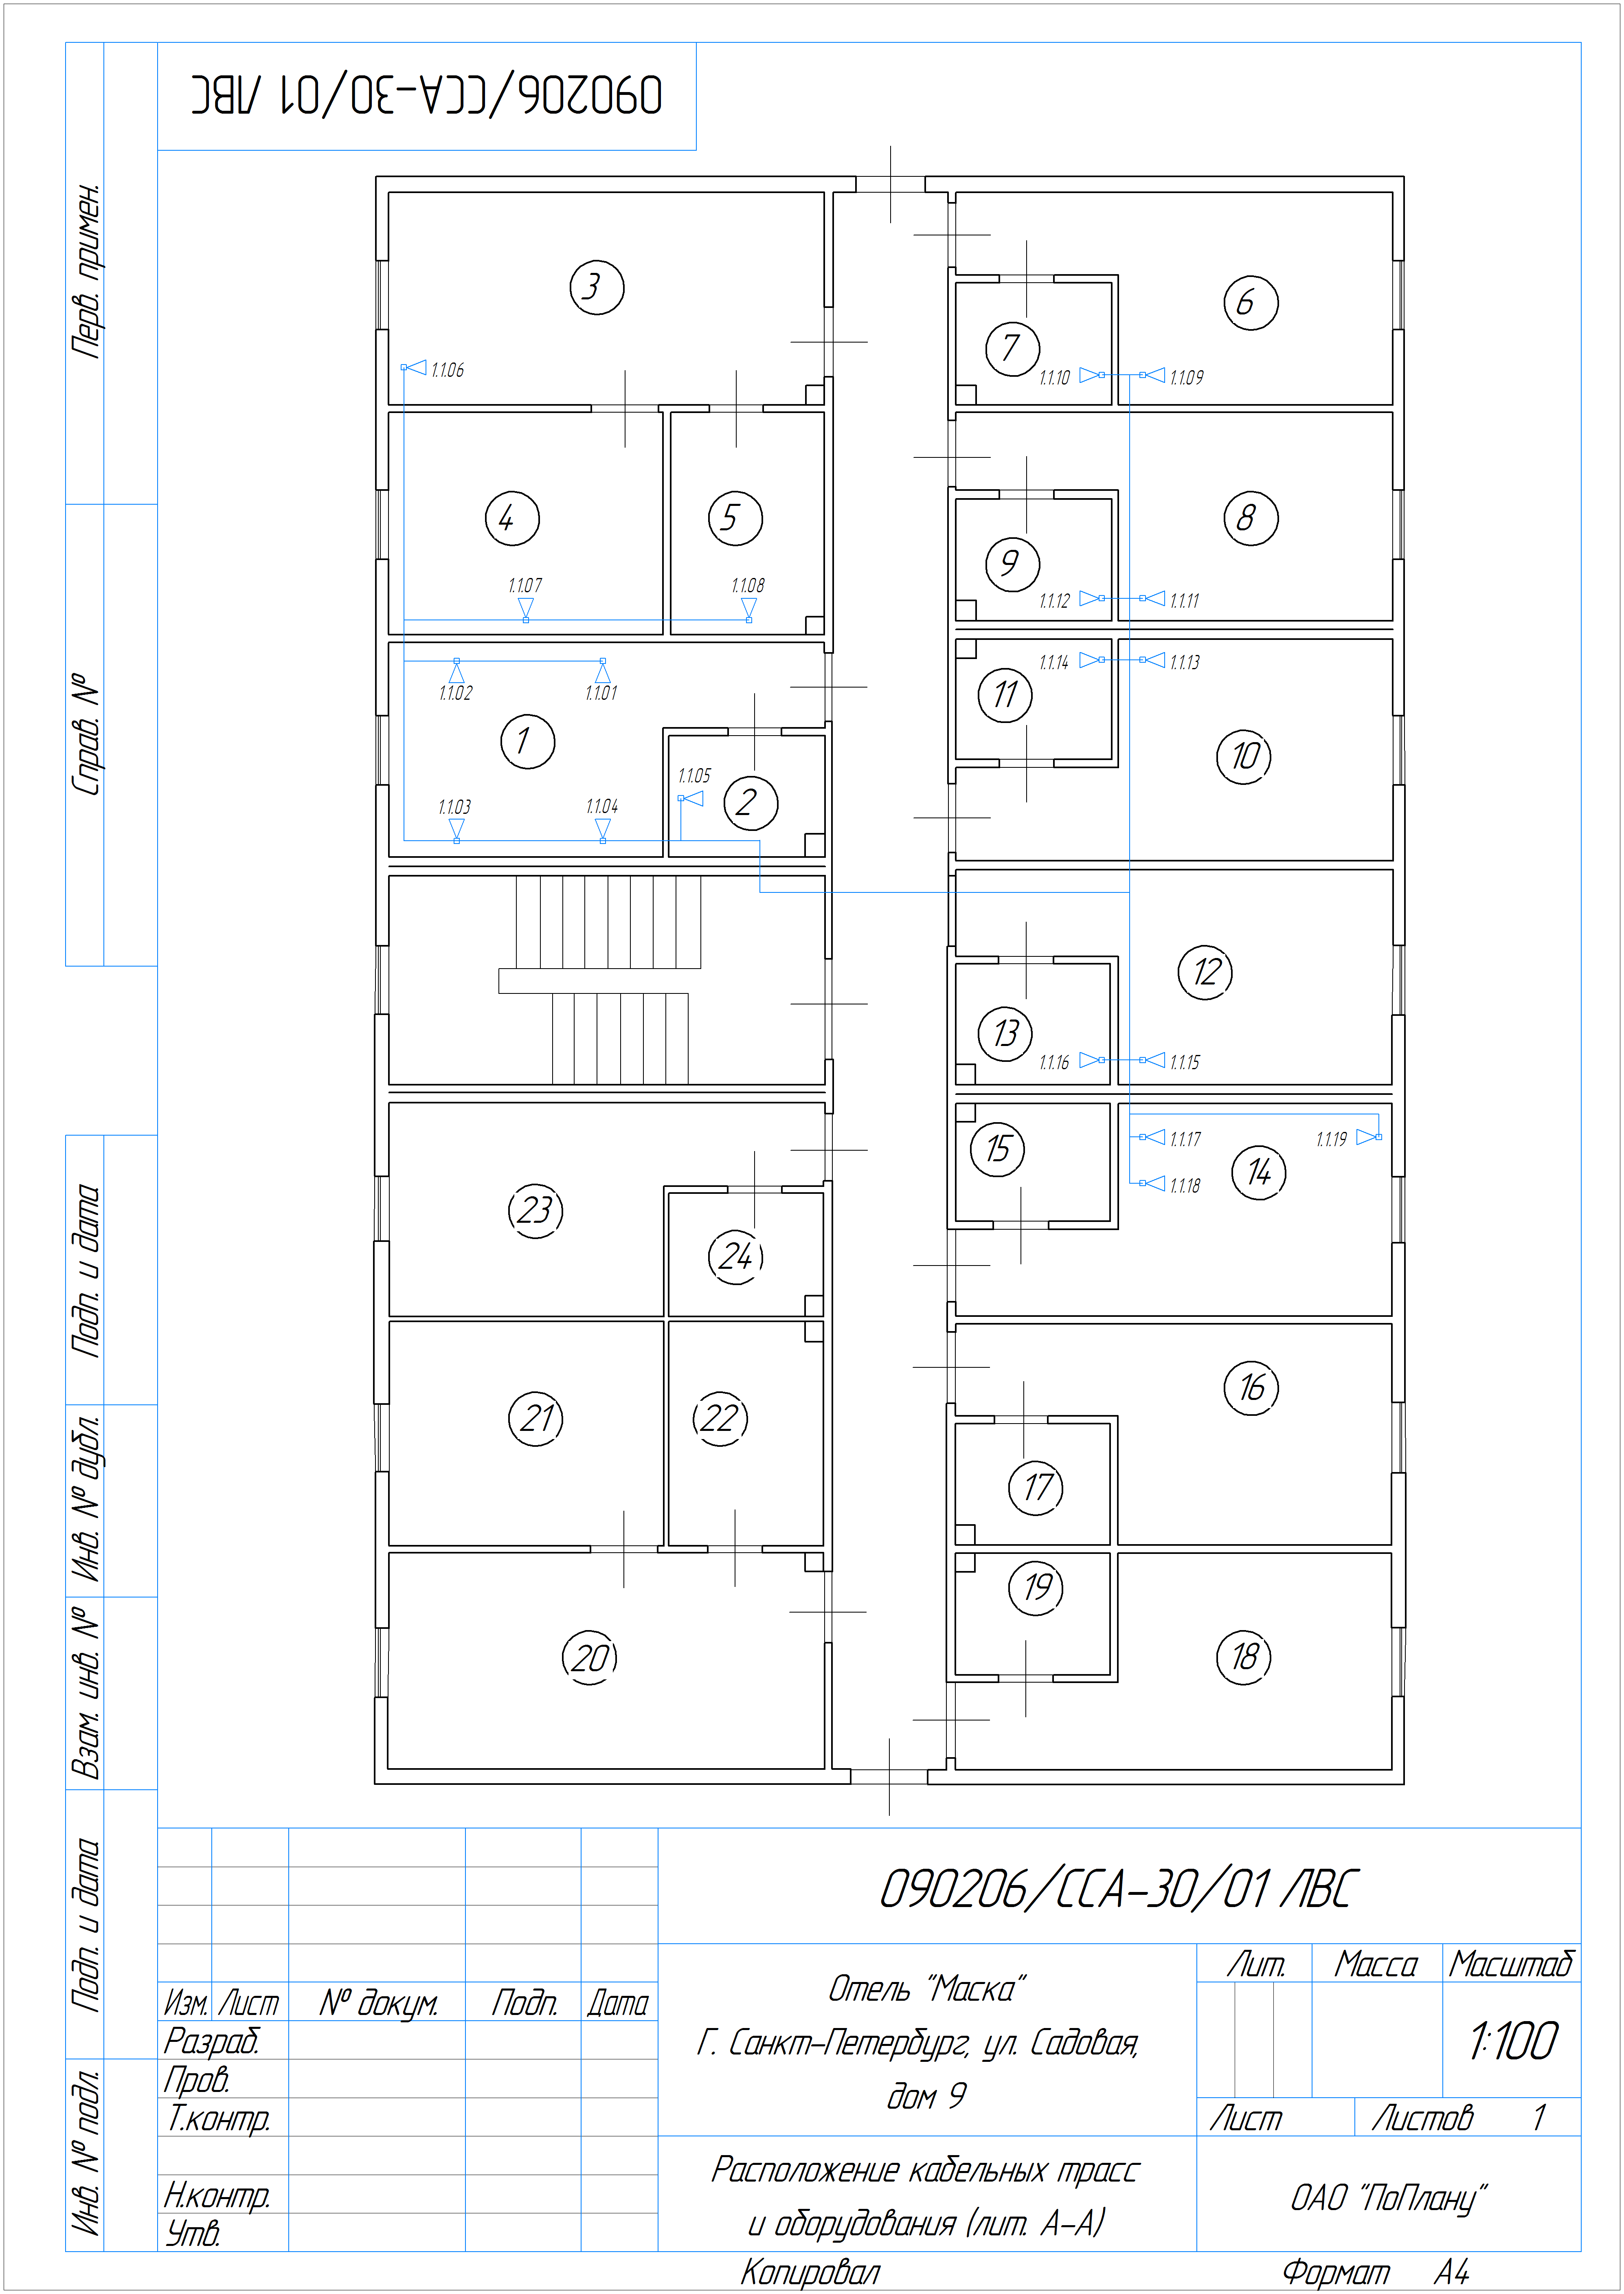 090206/ССА-30/01 ЛВС
Перв. примен.
Справ. №
Подп. и дата
Инв. № дубл.
Взам. инв. №
Подп. и дата
Инв. № подл.
3
6
7
1.1.06
1.1.10
1.1.09
4
5
9
8
1.1.07
1.1.08
1.1.12
1.1.11
1.1.14
1.1.13
1.1.02
1.1.01
11
1
10
1.1.05
2
1.1.03
1.1.04
12
13
1.1.16
1.1.15
15
1.1.17
1.1.19
14
1.1.18
23
24
16
21
22
17
19
20
18
090206/ССА-30/01 ЛВС
Изм. Лист № докум. Подп. Дата
Разраб.
Пров.
Т.контр.
Н.контр.
Утв.
Отель "Маска"
Г. Санкт-Петербург, ул. Садовая,
дом 9
Лит. Масса Масштаб
1:100
Лист Листов 1
Расположение кабельных трасс
и оборудования (лит. А-А)
ОАО "ПоПлану"
Копировал Формат А4